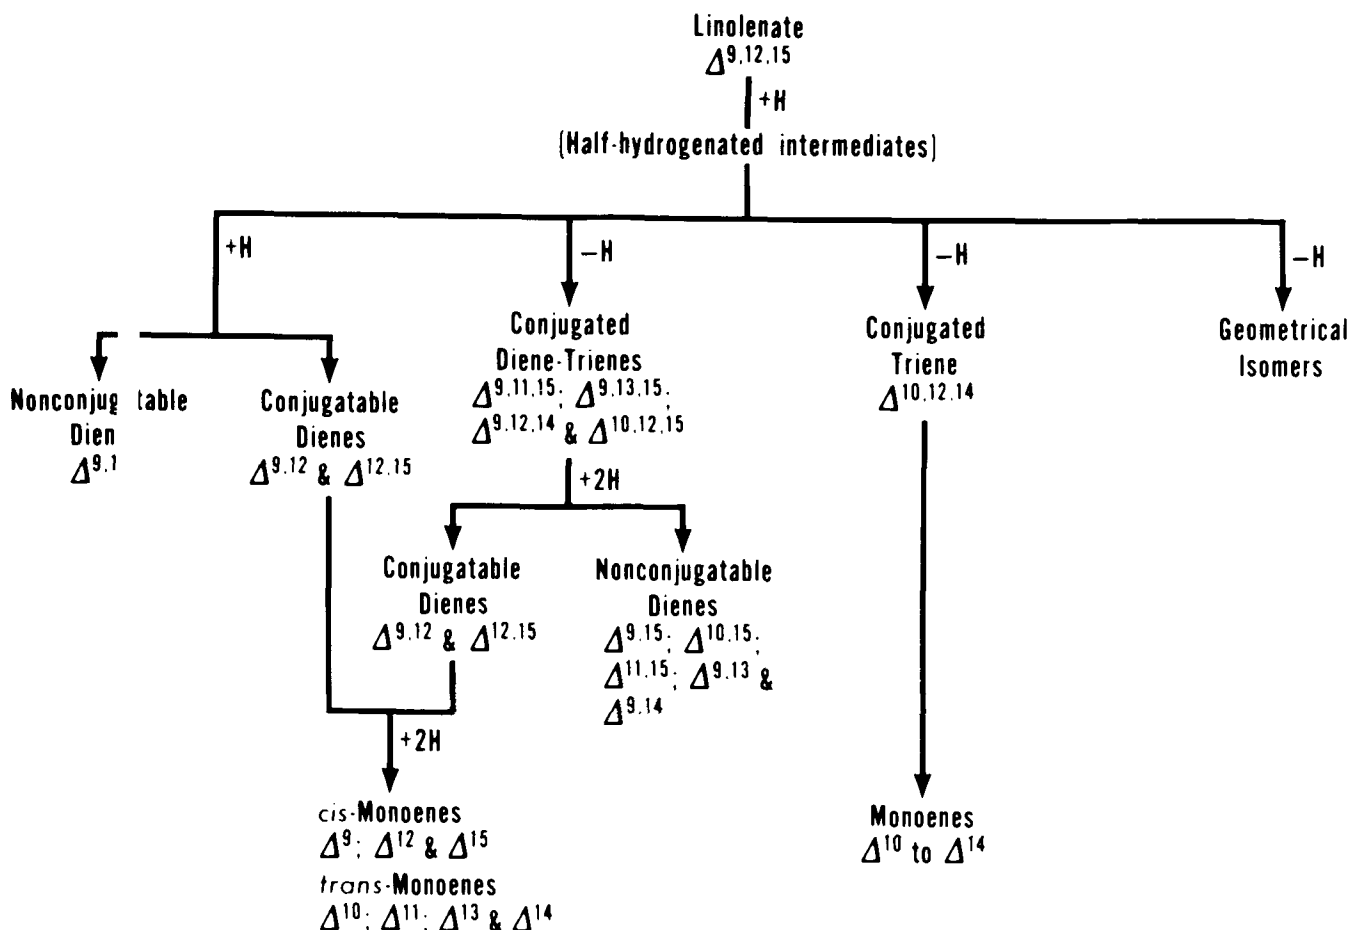 Linolenate
Δ9,12,15
+H
(Half-hydrogenated intermediates)
+H
−H
−H
−H
Nonconjug table
Dien
Δ9,1
Conjugatable
Dienes
Δ9,12 & Δ12,15
Conjugated
Diene-Trienes
Δ9,11,15; Δ9,13,15;
Δ9,12,14 & Δ10,12,15
Conjugated
Triene
Δ10,12,14
Geometrical
Isomers
+2H
Conjugatable
Dienes
Δ9,12 & Δ12,15
Nonconjugatable
Dienes
Δ9,15; Δ10,15;
Δ11,15; Δ9,13 &
Δ9,14
+2H
cis-Monoenes
Δ9; Δ12 & Δ15
trans-Monoenes
Δ10; Δ11; Δ13 & Δ14
Monoenes
Δ10 to Δ14